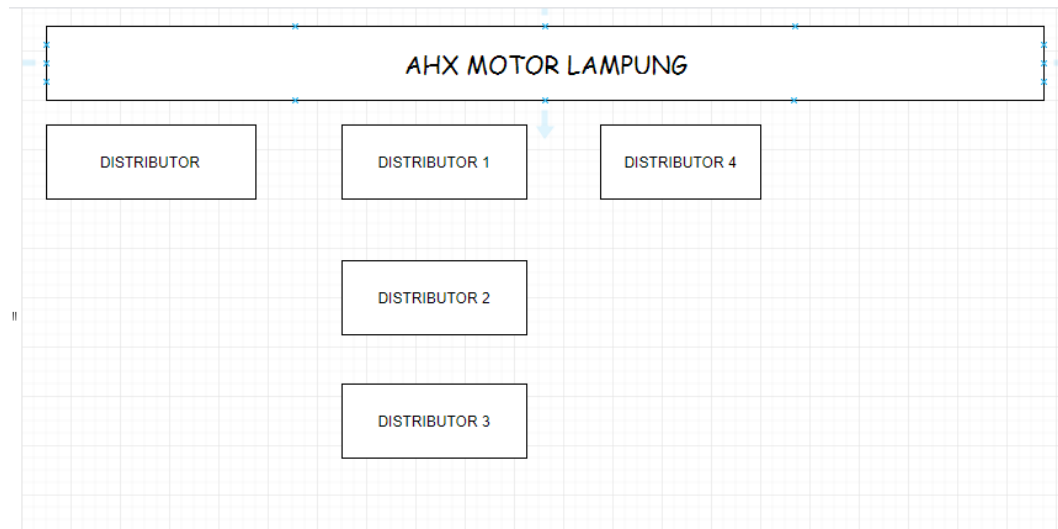 AHX MOTOR LAMPUNG
DISTRIBUTOR
DISTRIBUTOR 1
DISTRIBUTOR 4
DISTRIBUTOR 2
DISTRIBUTOR 3